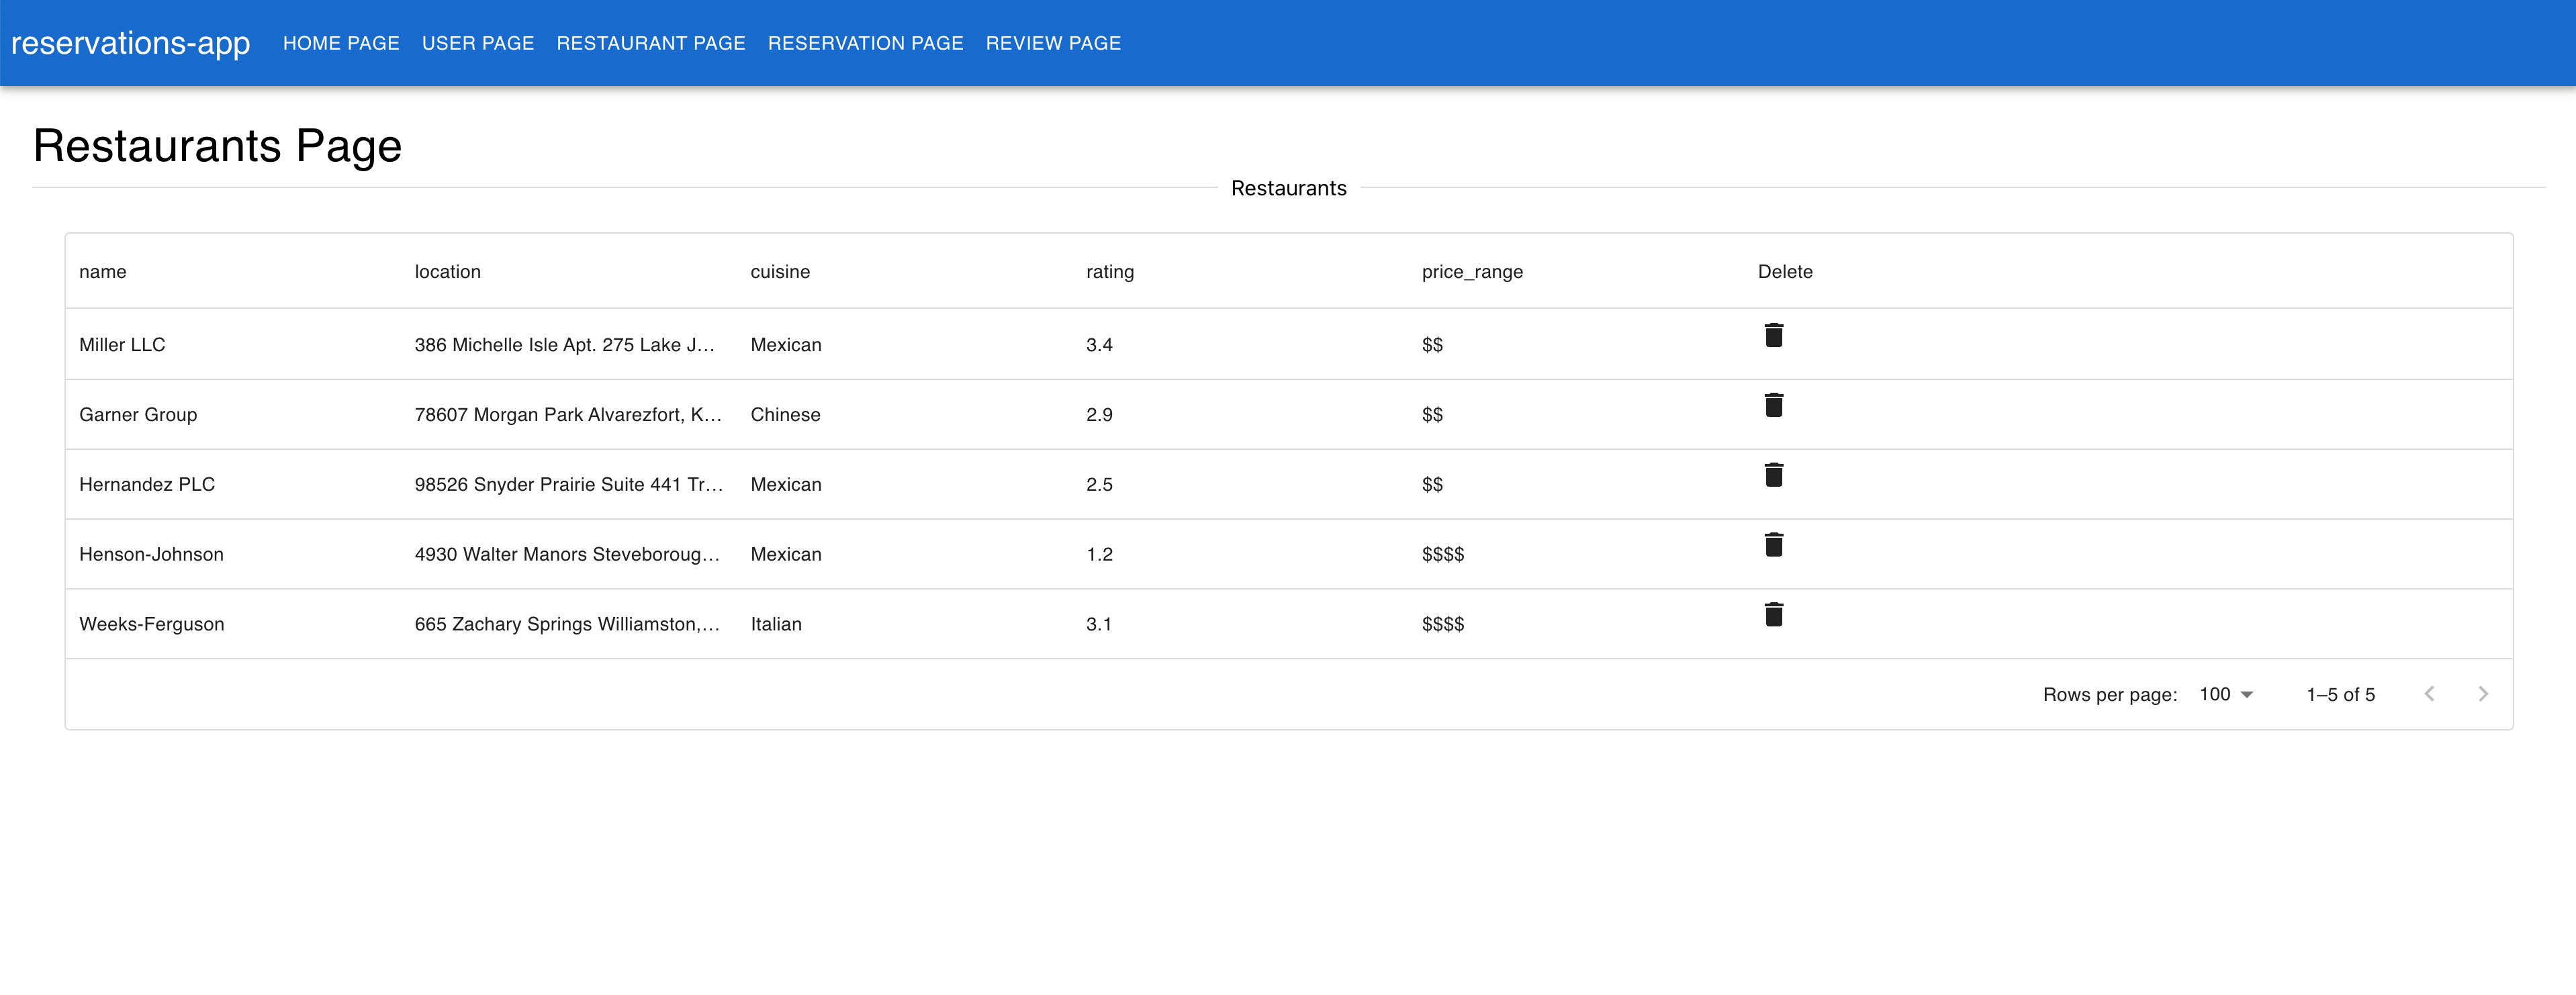 reservations-app HOME PAGE USER PAGE RESTAURANT PAGE RESERVATION PAGE REVIEW PAGE
Restaurants Page
Restaurants
name location cuisine rating price_range Delete
Miller LLC 386 Michelle Isle Apt. 275 Lake J... Mexican 3.4 $$
Garner Group 78607 Morgan Park Alvarezfort, K... Chinese 2.9 $$
Hernandez PLC 98526 Snyder Prairie Suite 441 Tr... Mexican 2.5 $$
Henson-Johnson 4930 Walter Manors Steveboroug... Mexican 1.2 $$$$
Weeks-Ferguson 665 Zachary Springs Williamston,... Italian 3.1 $$$$
Rows per page: 100 1–5 of 5